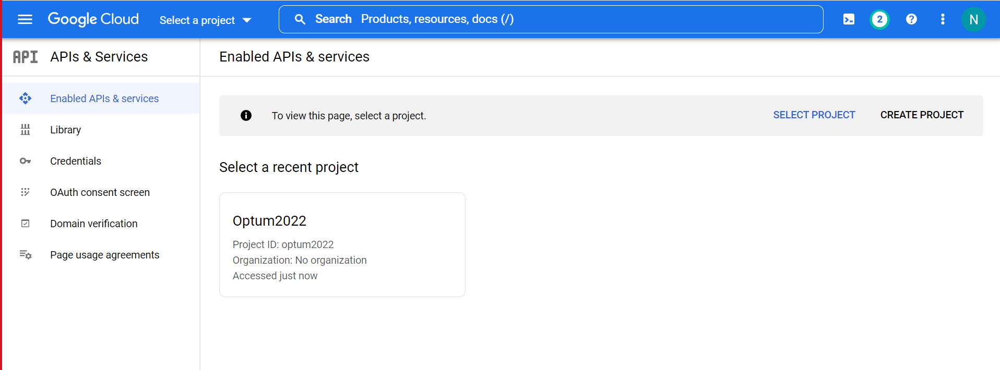 Google Cloud
Select a project
Search Products, resources, docs (/)
2
N
API APIs & Services
Enabled APIs & services
Library
Credentials
OAuth consent screen
Domain verification
Page usage agreements
Enabled APIs & services
To view this page, select a project.
SELECT PROJECT
CREATE PROJECT
Select a recent project
Optum2022
Project ID: optum2022
Organization: No organization
Accessed just now